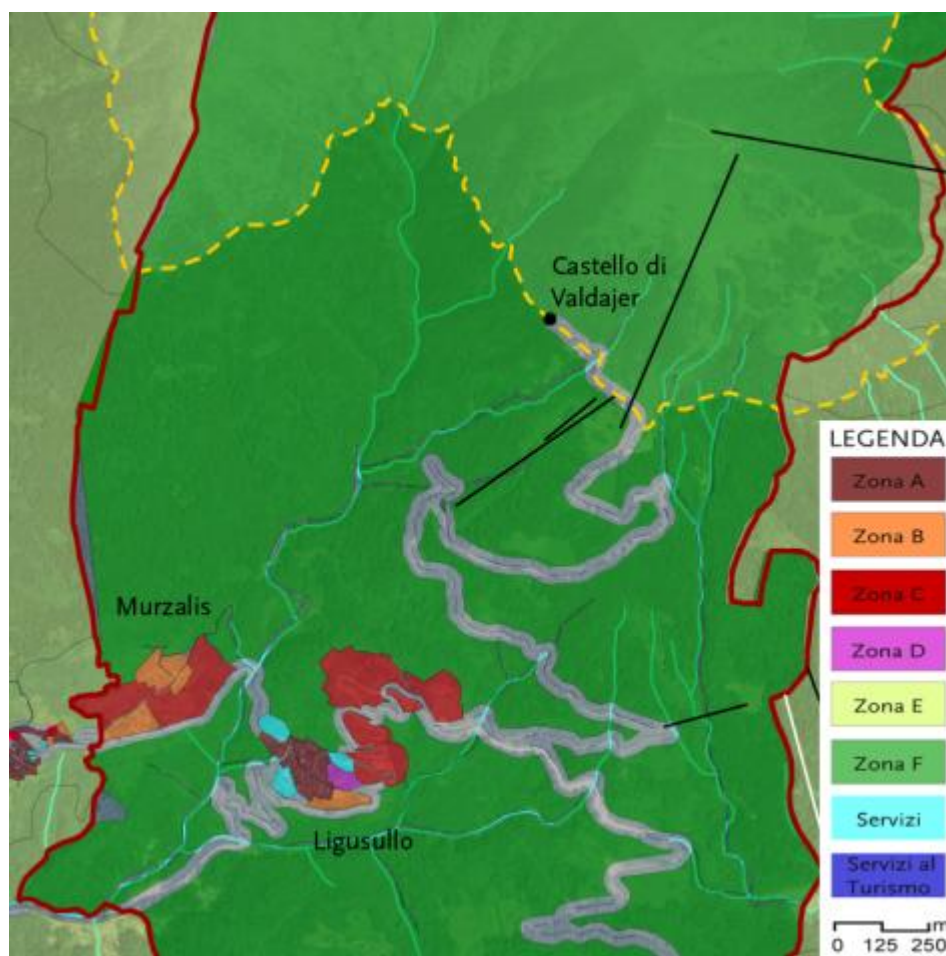 Castello di
Valdajer
Murzalis
Ligusullo
LEGENDA
Zona A
Zona B
Zona C
Zona D
Zona E
Zona F
Servizi
Servizi al
Turismo
m
0 125 250